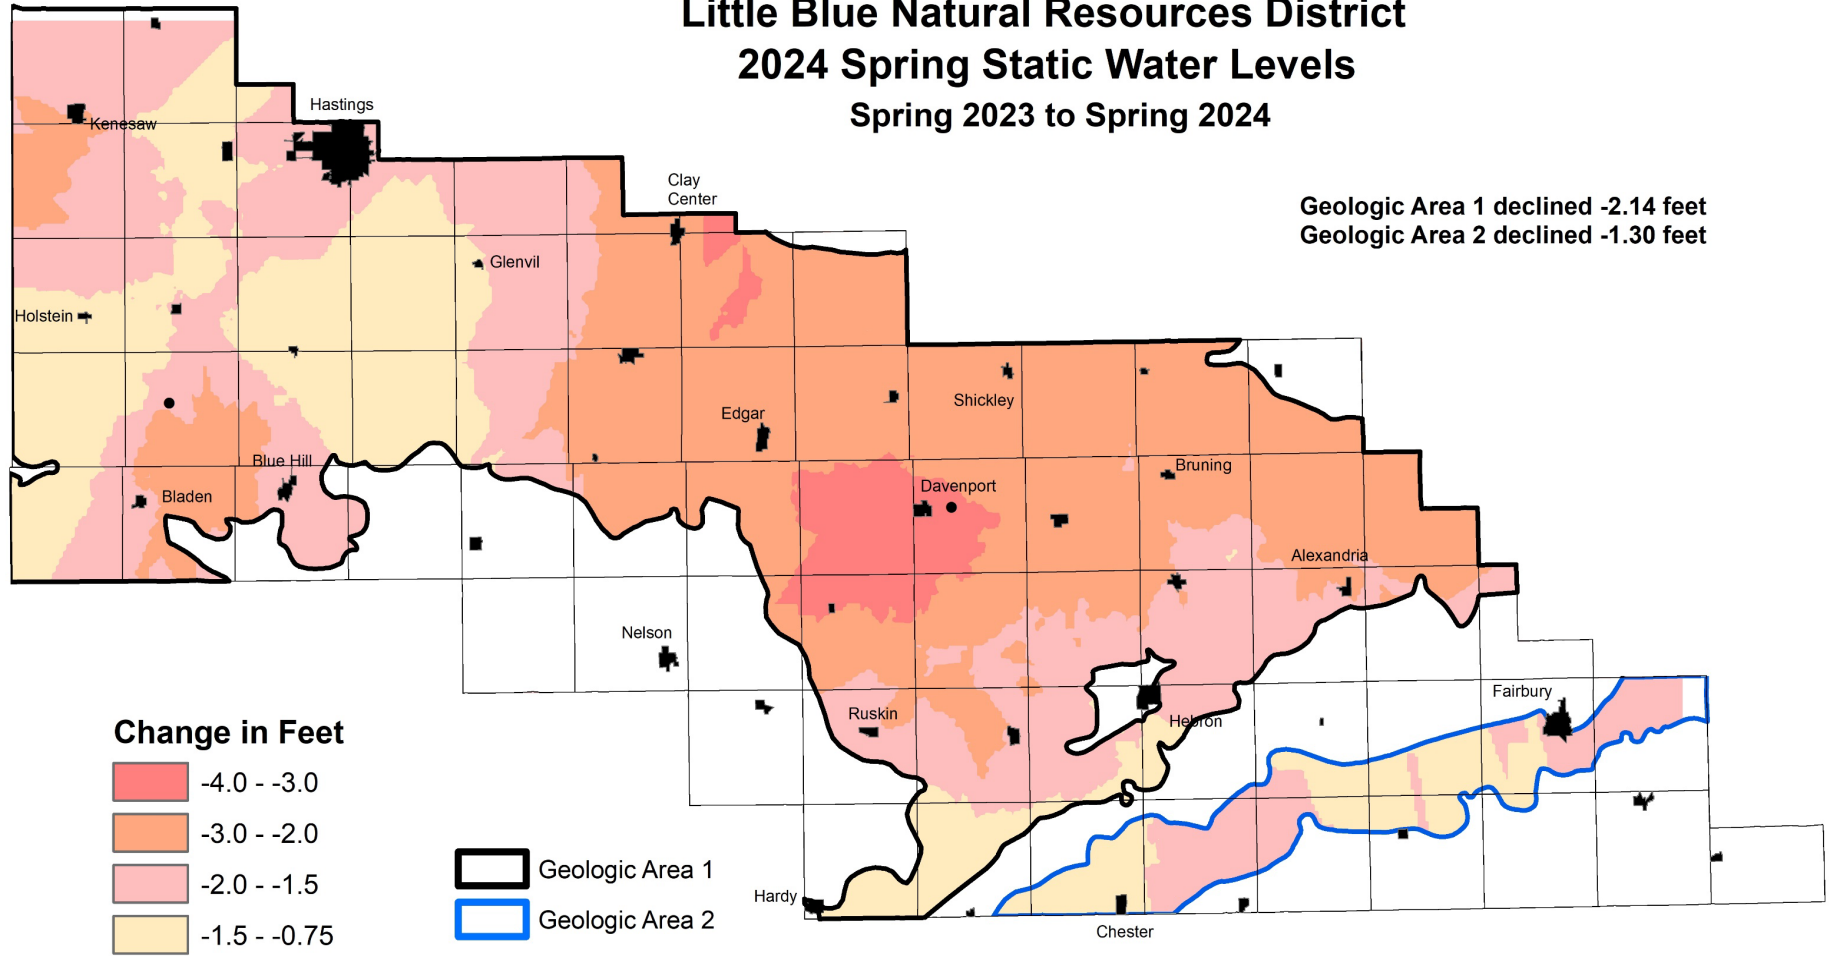 Little Blue Natural Resources District
2024 Spring Static Water Levels
Spring 2023 to Spring 2024
Hastings
Kenesaw
Clay
Center
Geologic Area 1 declined -2.14 feet
Geologic Area 2 declined -1.30 feet
Glenvil
Holstein
Shickley
Edgar
Blue Hill
Bruning
Davenport
Bladen
Alexandria
Nelson
Fairbury
Ruskin
Hebron
Change in Feet
-4.0 - -3.0
-3.0 - -2.0
-2.0 - -1.5
-1.5 - -0.75
Geologic Area 1
Geologic Area 2
Hardy
Chester